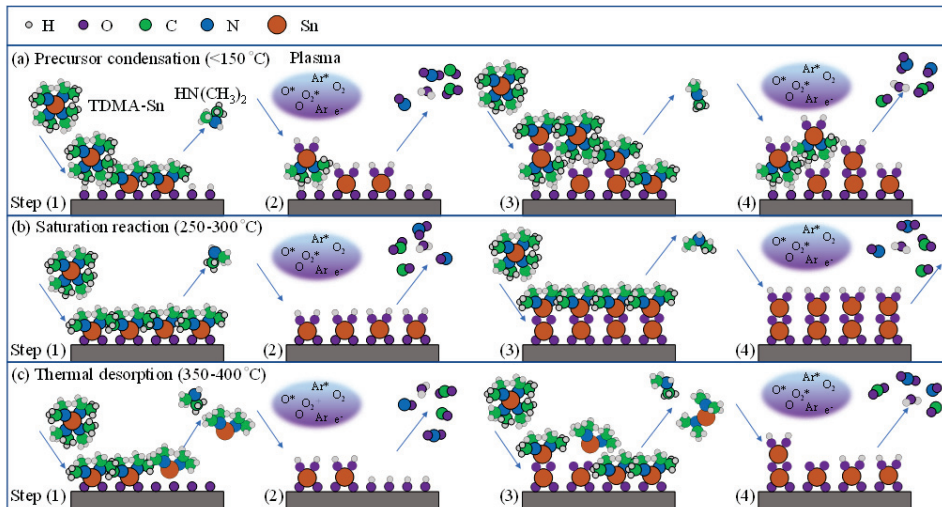 H O C N Sn
(a) Precursor condensation (<150 °C) Plasma
TDMA-Sn HN(CH3)2
Ar* O* O2* O2 O Ar e-
Ar* O* O2* O2 O Ar e-
Step (1) (2) (3) (4)
(b) Saturation reaction (250-300°C)
Ar* O* O2* O2 O Ar e-
Ar* O* O2* O2 O Ar e-
Step (1) (2) (3) (4)
(c) Thermal desorption (350-400°C)
Ar* O* O2* O2 O Ar e-
Ar* O* O2* O2 O Ar e-
Step (1) (2) (3) (4)